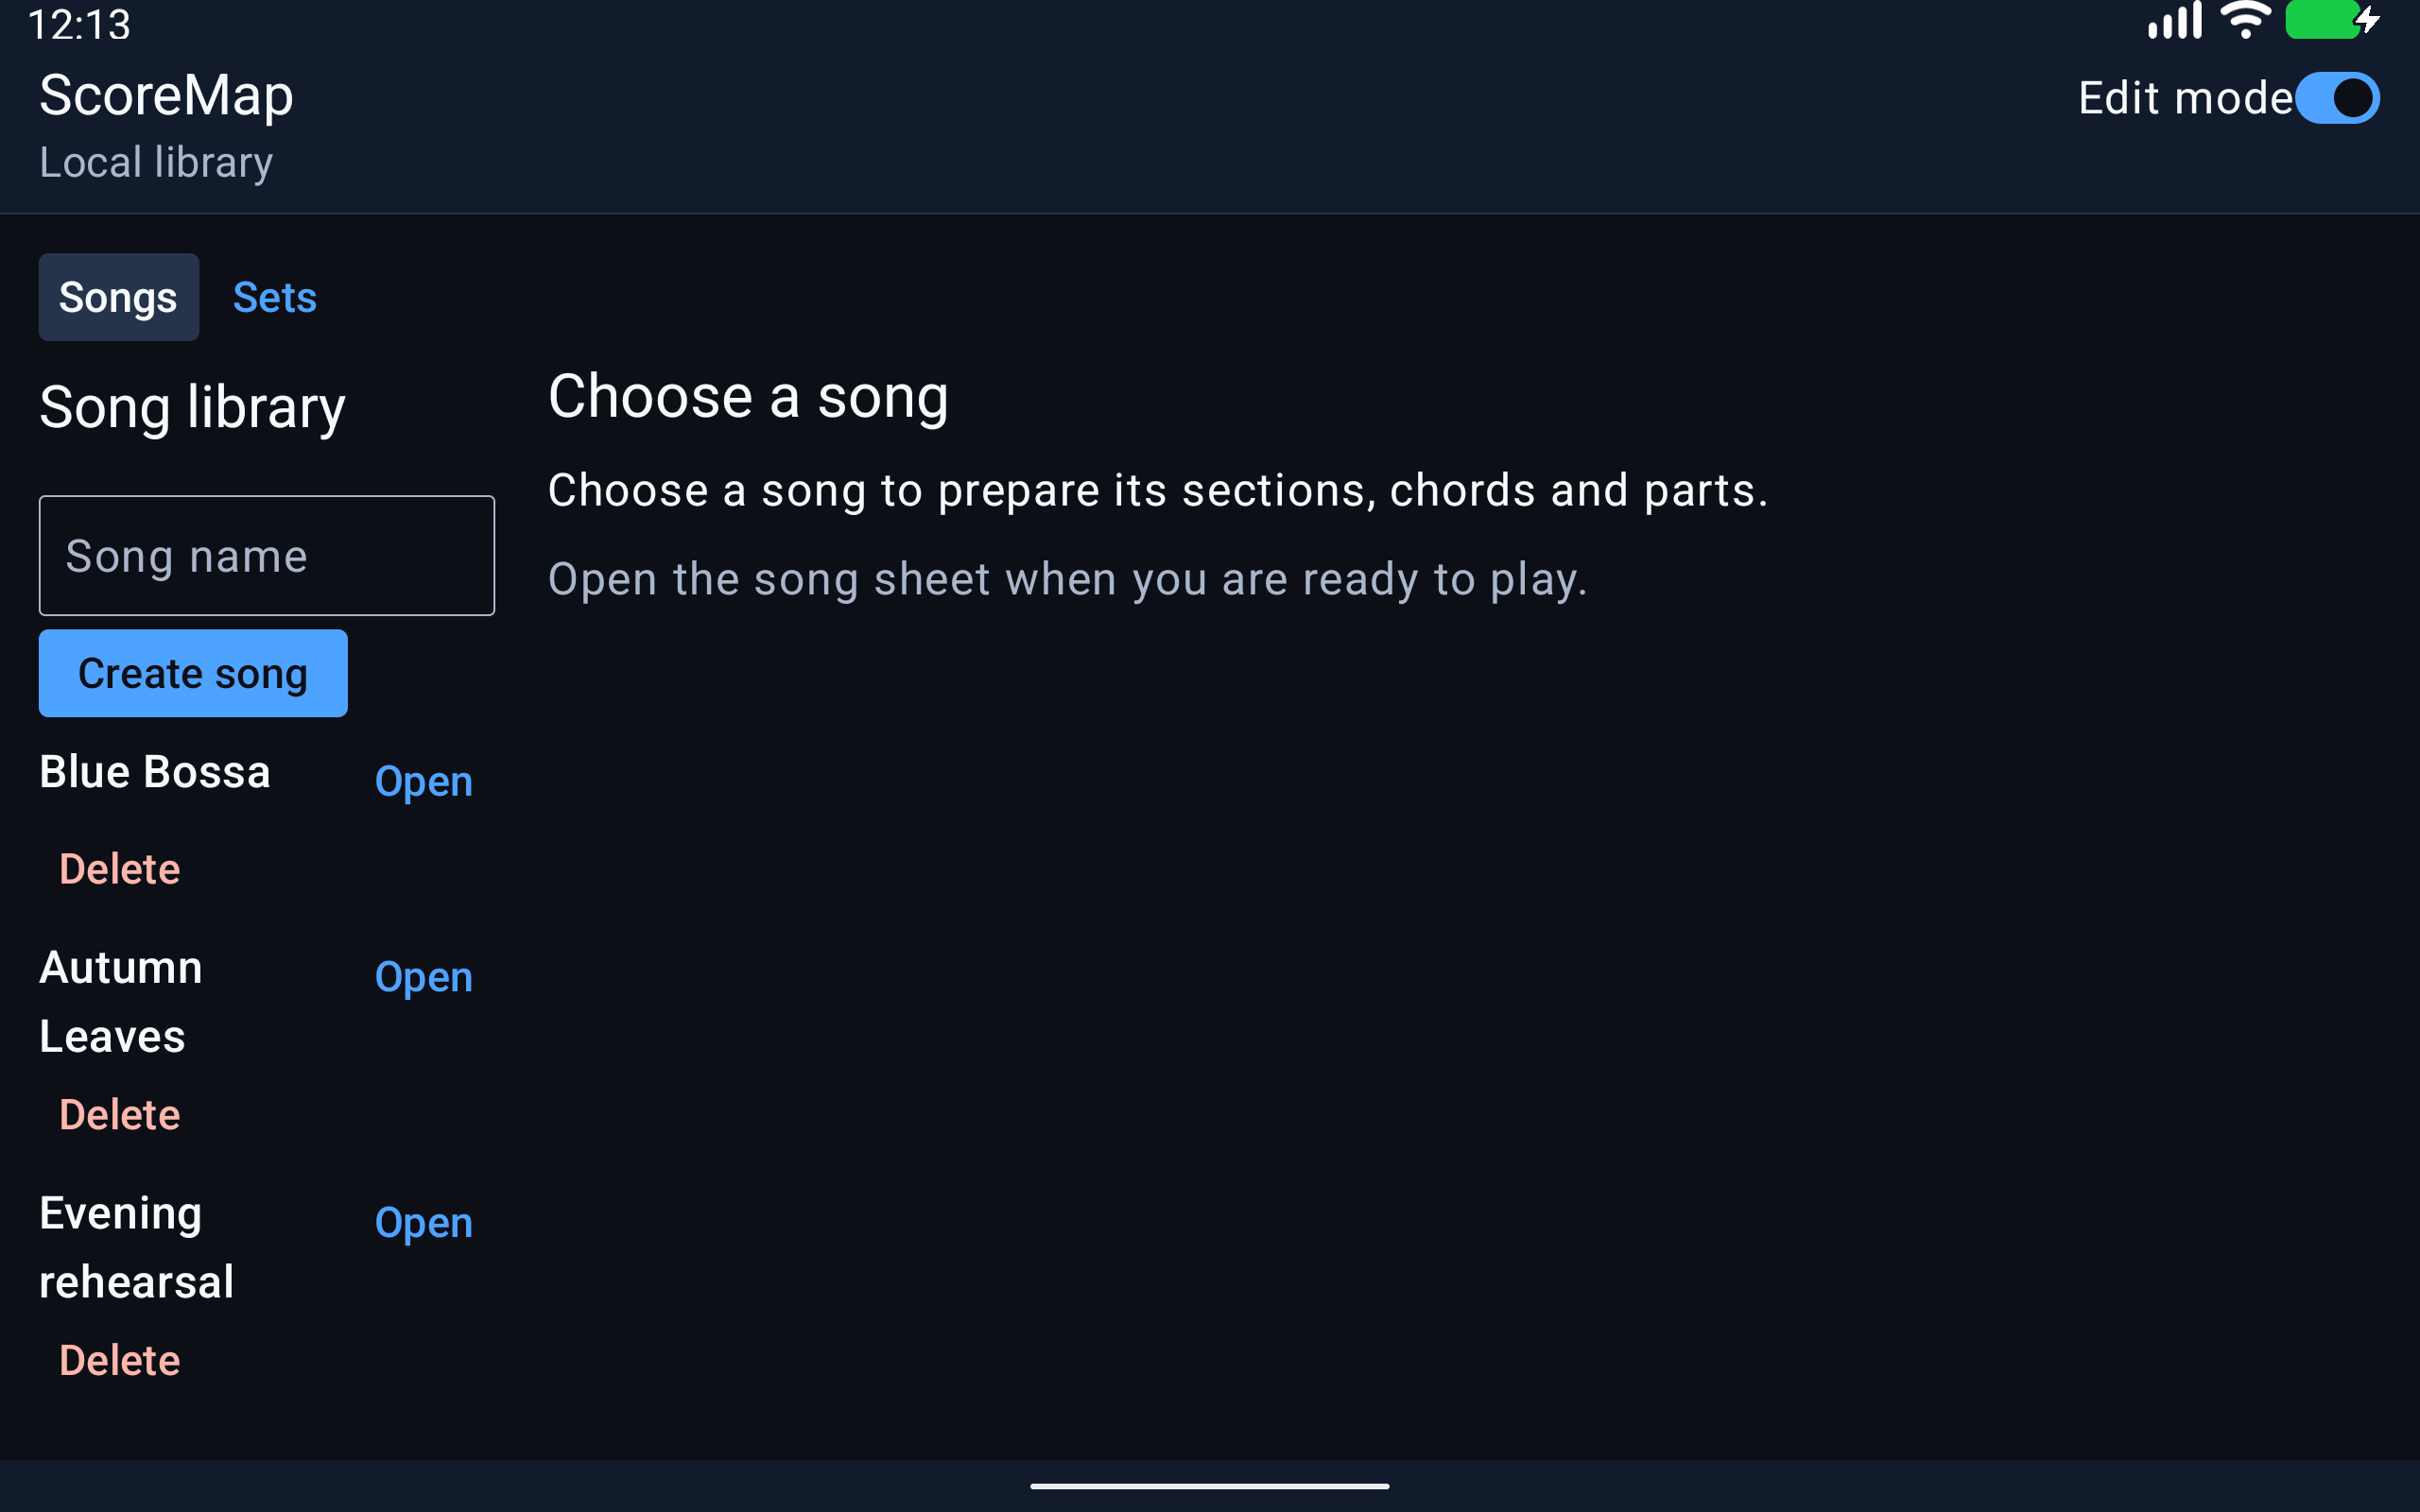 12:13
ScoreMap
Edit mode
Local library
Songs
Sets
Song library
Song name
Create song
Blue Bossa
Open
Delete
Autumn
Leaves
Open
Delete
Evening
rehearsal
Open
Delete
Choose a song
Choose a song to prepare its sections, chords and parts.
Open the song sheet when you are ready to play.